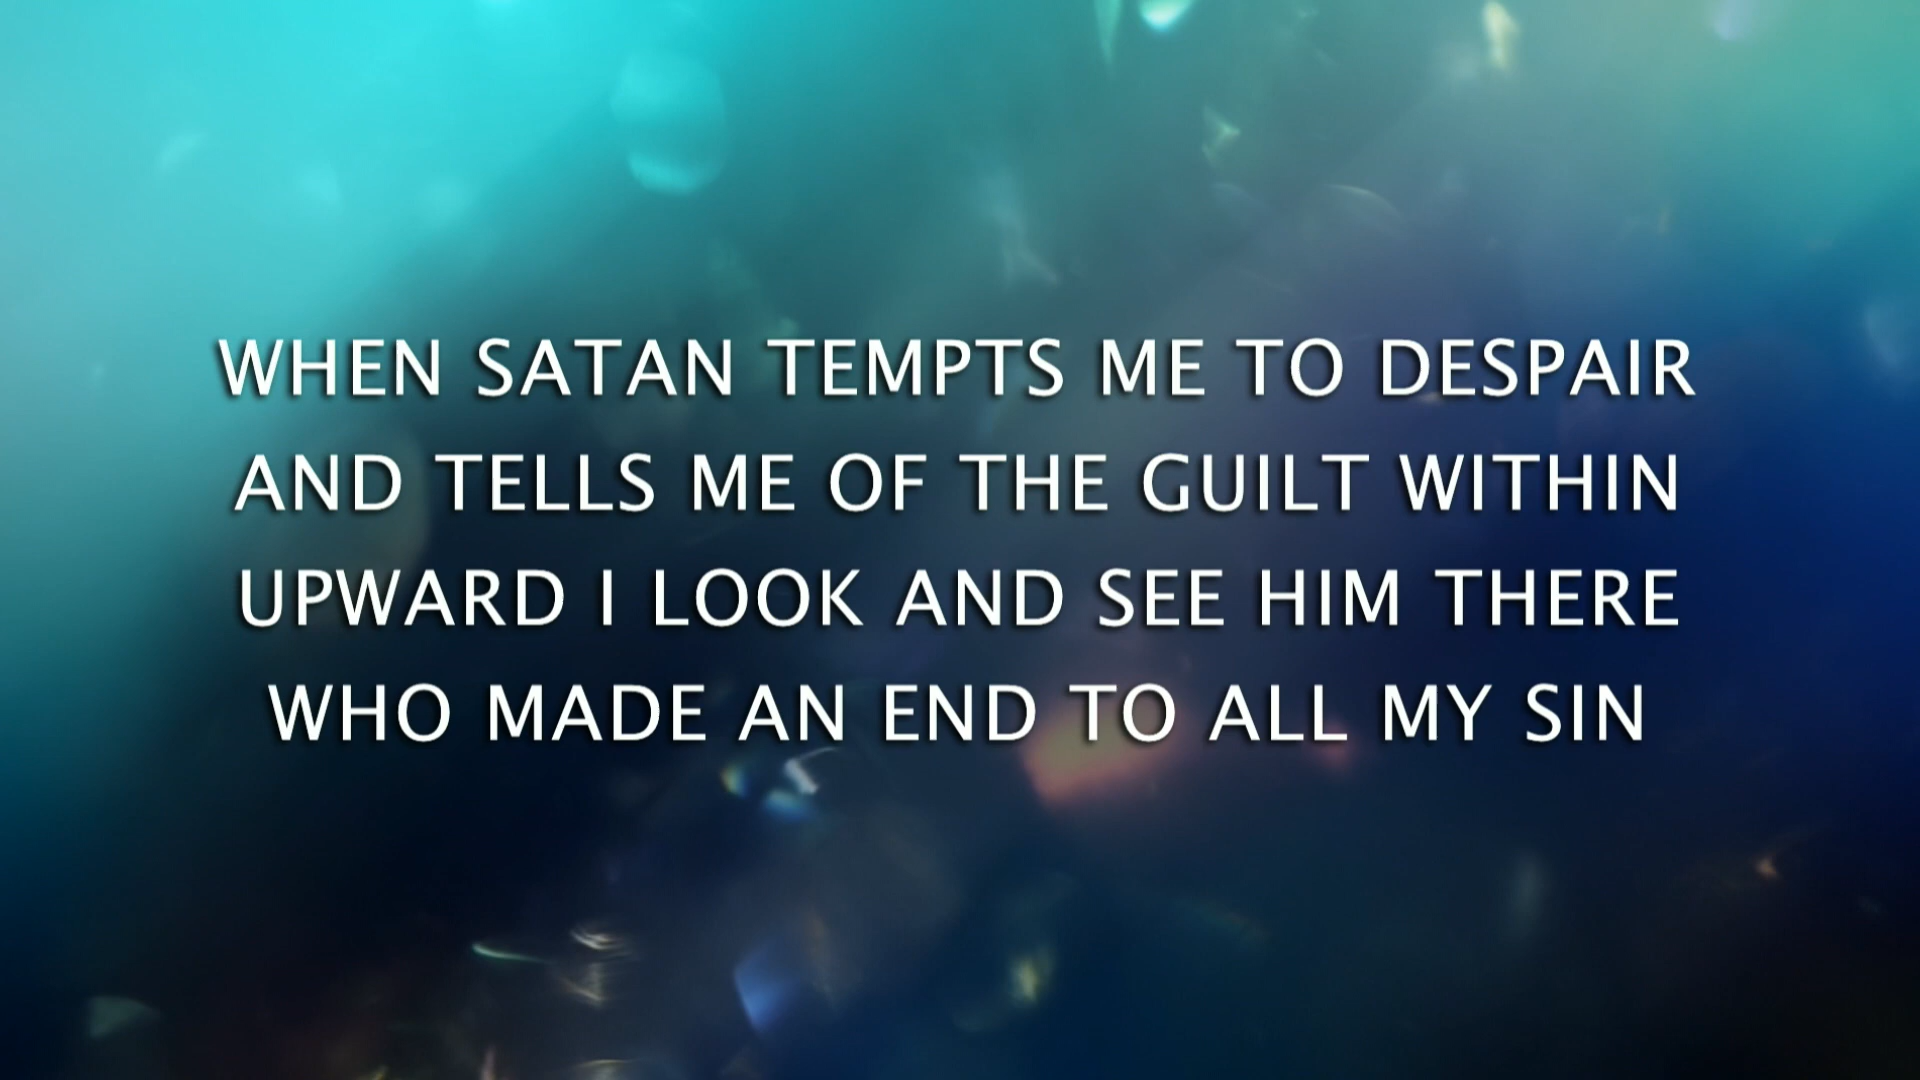 WHEN SATAN TEMPTS ME TO DESPAIR
AND TELLS ME OF THE GUILT WITHIN
UPWARD I LOOK AND SEE HIM THERE
WHO MADE AN END TO ALL MY SIN